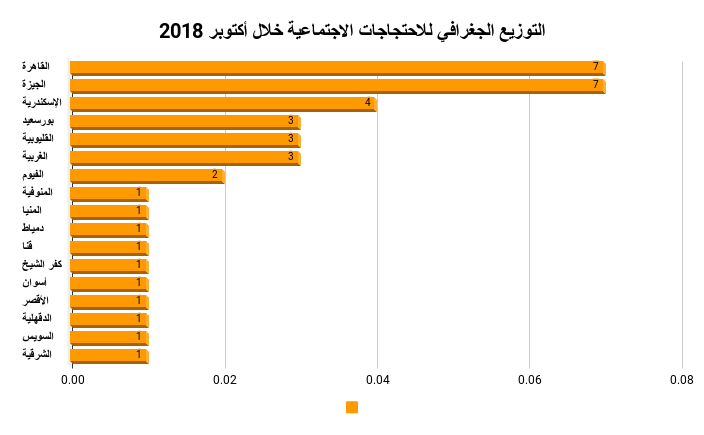 التوزيع الجغرافي للاحتجاجات الاجتماعية خلال أكتوبر 2018
القاهرة 7
الجيزة 7
الإسكندرية 4
بورسعيد 3
القليوبية 3
الغربية 3
الفيوم 2
المنوفية 1
المنيا 1
دمياط 1
قنا 1
كفر الشيخ 1
أسوان 1
الأقصر 1
الدقهلية 1
السويس 1
الشرقية 1
0.00 0.02 0.04 0.06 0.08